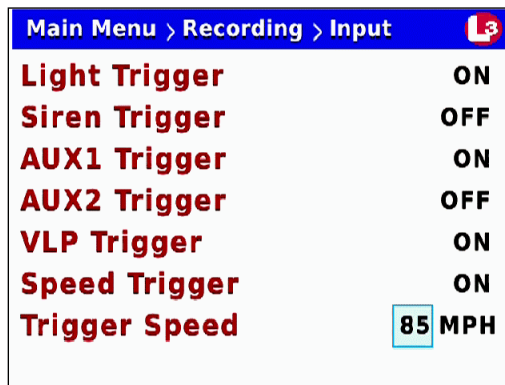 Main Menu > Recording > Input L3
Light Trigger ON
Siren Trigger OFF
AUX1 Trigger ON
AUX2 Trigger OFF
VLP Trigger ON
Speed Trigger ON
Trigger Speed 85 MPH